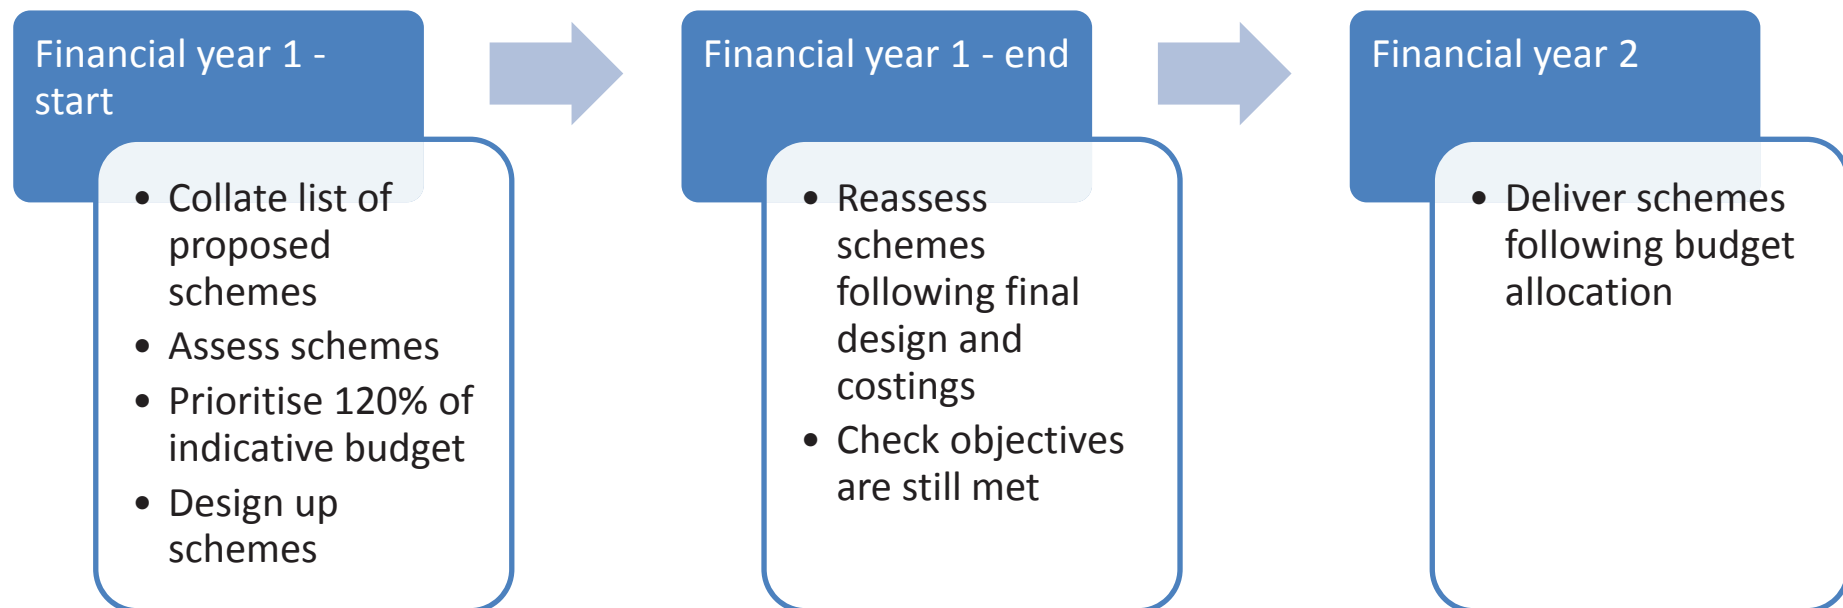 Financial year 1 -
start
• Collate list of
proposed
schemes
• Assess schemes
• Prioritise 120% of
indicative budget
• Design up
schemes
Financial year 1 - end
• Reassess
schemes
following final
design and
costings
• Check objectives
are still met
Financial year 2
• Deliver schemes
following budget
allocation